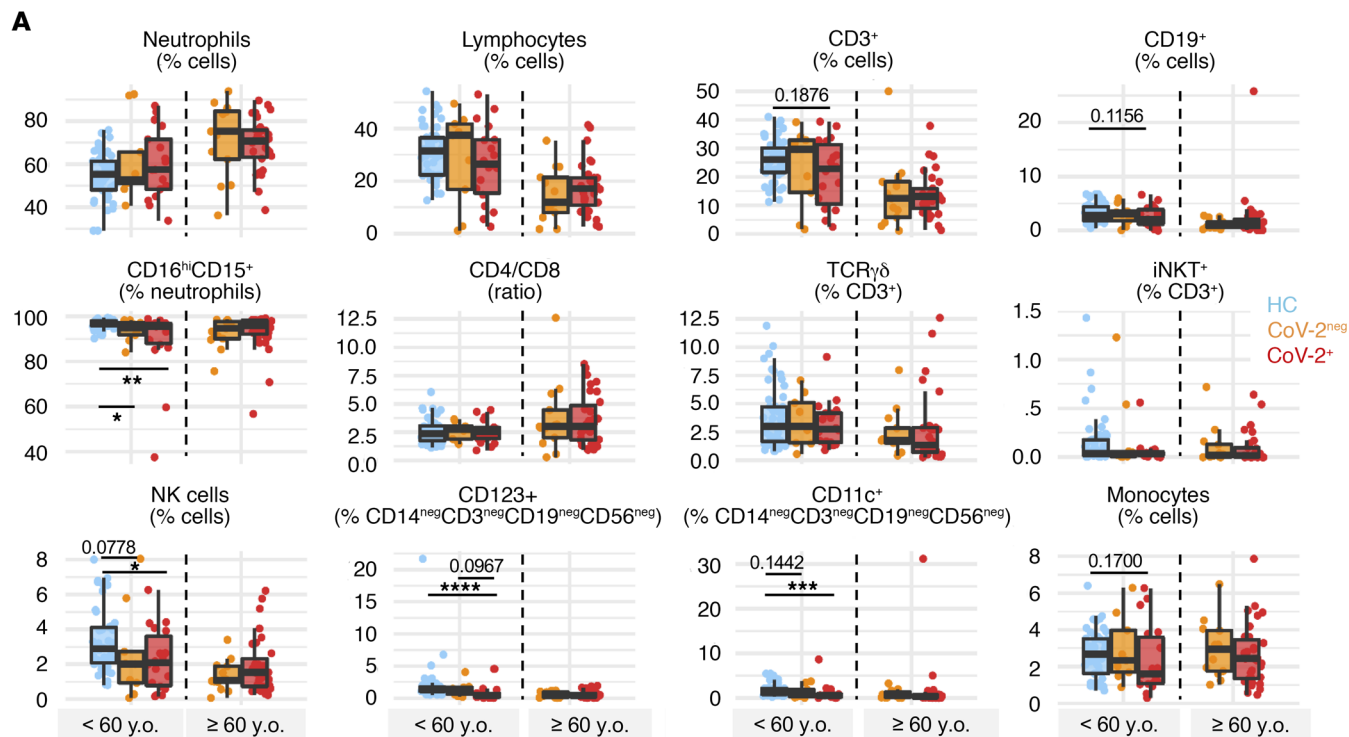 A
Neutrophils
(% cells)
80
60
40
Lymphocytes
(% cells)
40
20
0
CD3⁺
(% cells)
0.1876
50
40
30
20
10
0
CD19⁺
(% cells)
0.1156
20
10
0
CD16ʰⁱCD15⁺
(% neutrophils)
100
80
60
40
**
*
CD4/CD8
(ratio)
12.5
10.0
7.5
5.0
2.5
0.0
TCRγδ
(% CD3⁺)
12.5
10.0
7.5
5.0
2.5
0.0
iNKT⁺
(% CD3⁺)
1.5
1.0
.5
0.0
HC
CoV-2ⁿᵉᵍ
CoV-2⁺
NK cells
(% cells)
0.0778
*
8
6
4
2
0
< 60 y.o.
≥ 60 y.o.
CD123+
(% CD14ⁿᵉᵍCD3ⁿᵉᵍCD19ⁿᵉᵍCD56ⁿᵉᵍ)
0.0967
****
20
15
10
5
0
< 60 y.o.
≥ 60 y.o.
CD11c⁺
(% CD14ⁿᵉᵍCD3ⁿᵉᵍCD19ⁿᵉᵍCD56ⁿᵉᵍ)
0.1442
***
30
20
10
0
< 60 y.o.
≥ 60 y.o.
Monocytes
(% cells)
0.1700
8
6
4
2
0
< 60 y.o.
≥ 60 y.o.